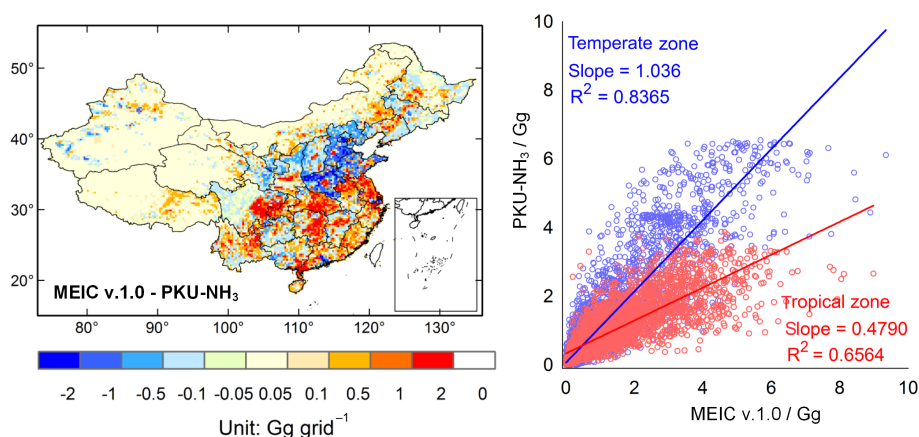 50°
40°
30°
20°
MEIC v.1.0 - PKU-NH₃
80° 90° 100° 110° 120° 130°
-2 -1 -0.5 -0.1 -0.05 0.05 0.1 0.5 1 2 0
Unit: Gg grid⁻¹
10
8
6
4
2
0
PKU-NH₃ / Gg
Temperate zone
Slope = 1.036
R² = 0.8365
Tropical zone
Slope = 0.4790
R² = 0.6564
0 2 4 6 8 10
MEIC v.1.0 / Gg